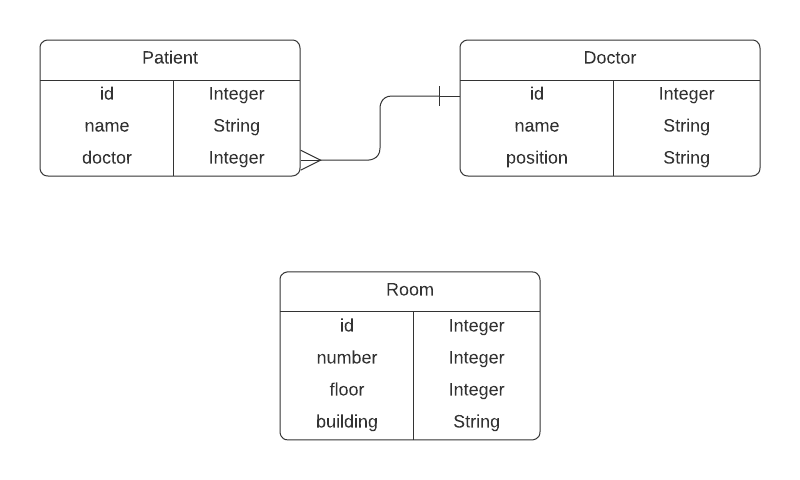 Patient
id Integer
name String
doctor Integer
Doctor
id Integer
name String
position String
Room
id Integer
number Integer
floor Integer
building String